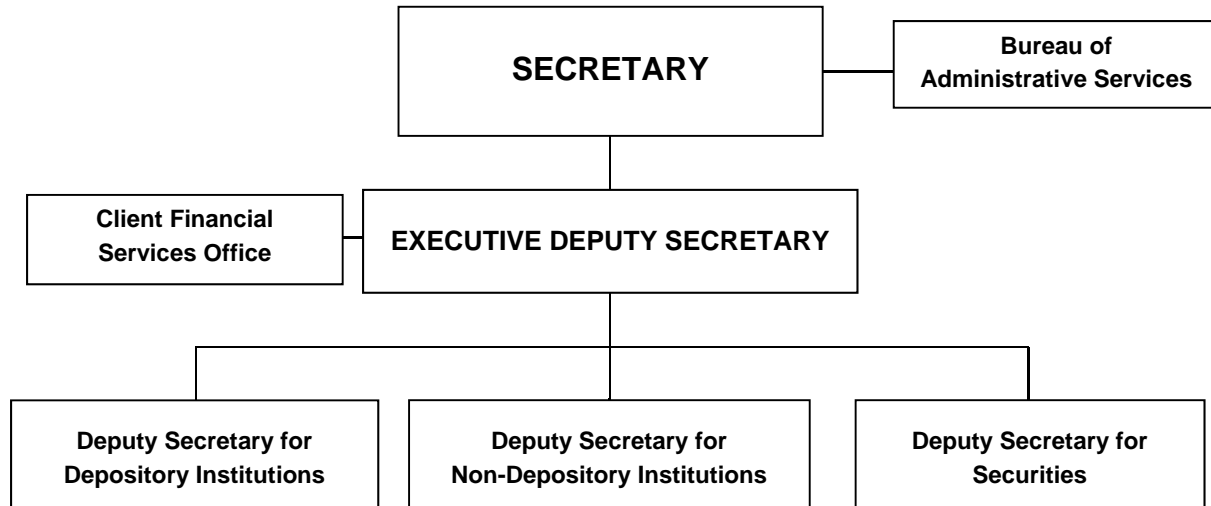 SECRETARY
Bureau of
Administrative Services
Client Financial
Services Office
EXECUTIVE DEPUTY SECRETARY
Deputy Secretary for
Depository Institutions
Deputy Secretary for
Non-Depository Institutions
Deputy Secretary for
Securities